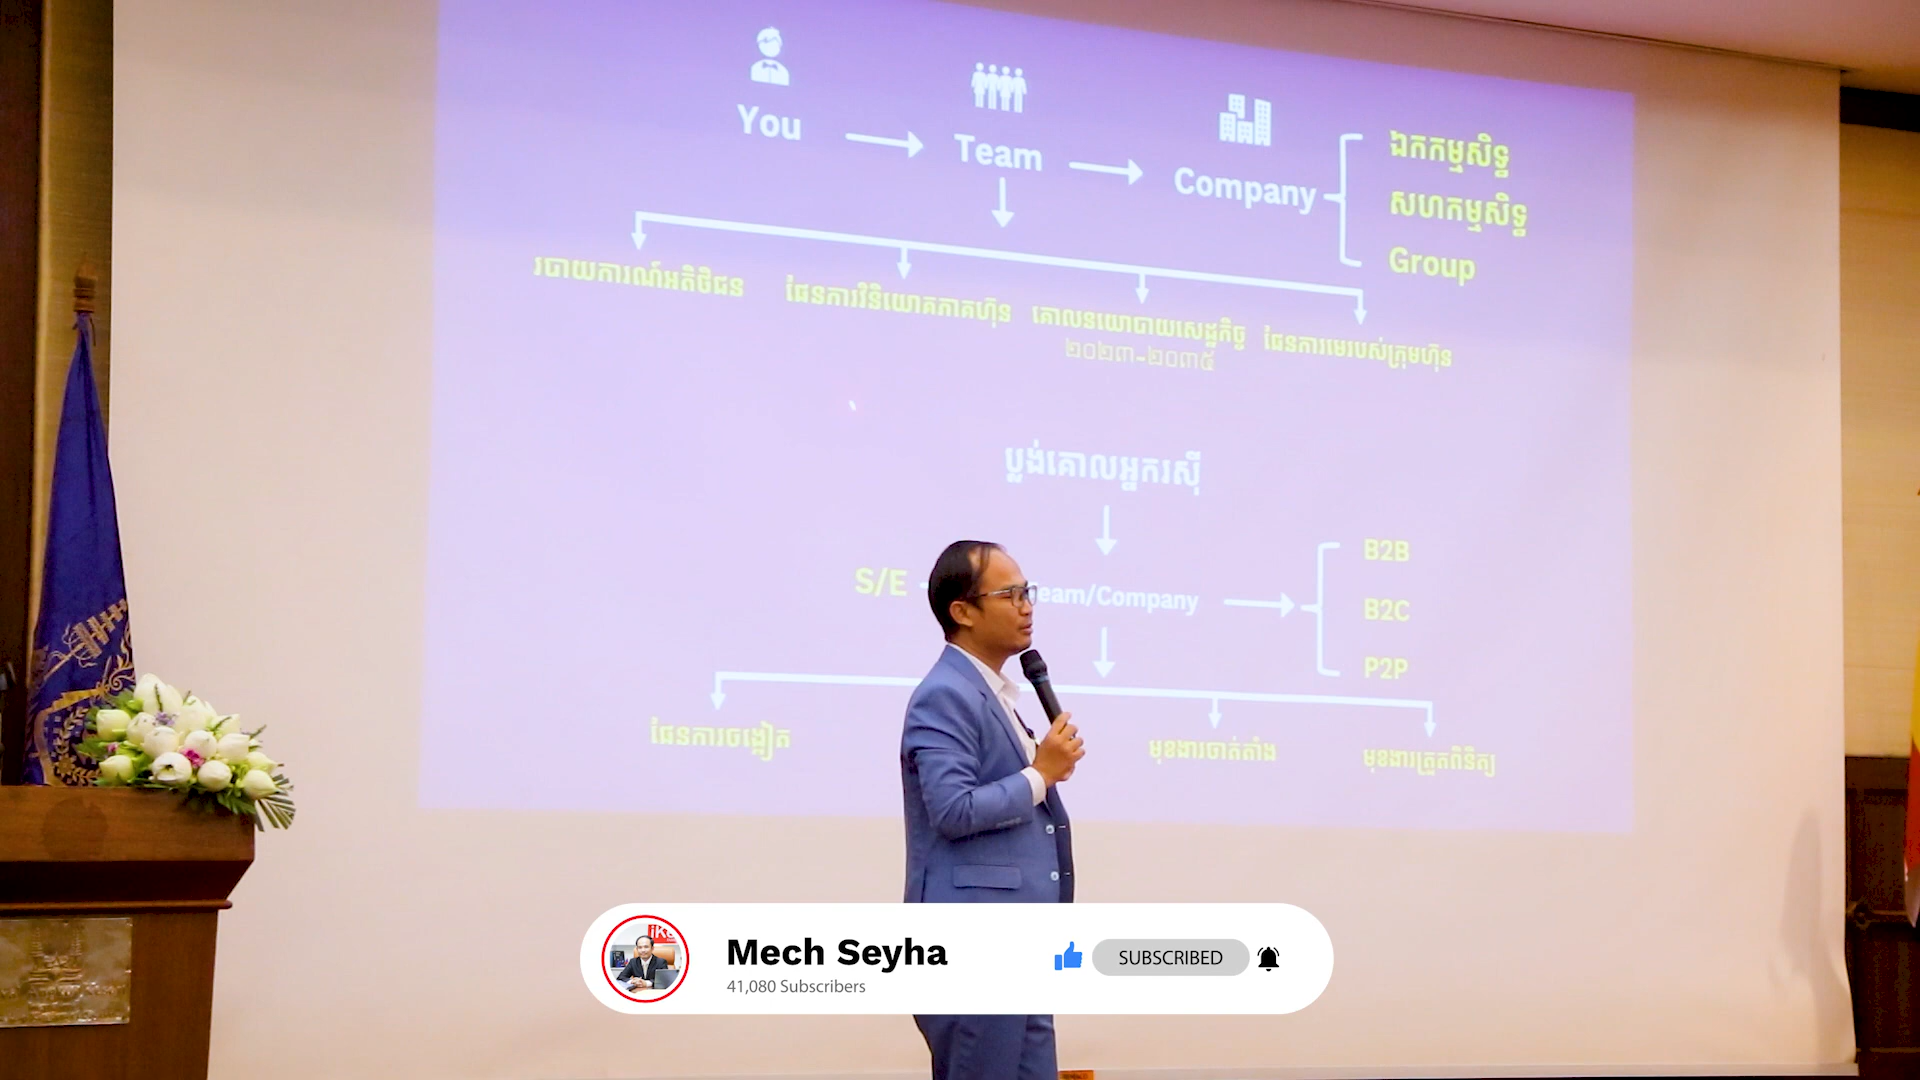 You
Team
Company
ឯកកម្មសិទ្ធ
សហកម្មសិទ្ធ
Group
របាយការណ៍អតិថិជន
ផែនការវិនិយោគភាគហ៊ុន
គោលនយោបាយសេដ្ឋកិច្ច
២០២៣-២០៣៥
ផែនការមេរបស់ក្រុមហ៊ុន
ប្លង់គោលអ្នករស៊ី
S/E
Team/Company
B2B
B2C
P2P
ផែនការចង្អៀត
មុខងារចាត់តាំង
មុខងារត្រួតពិនិត្យ
Mech Seyha
41,080 Subscribers
SUBSCRIBED